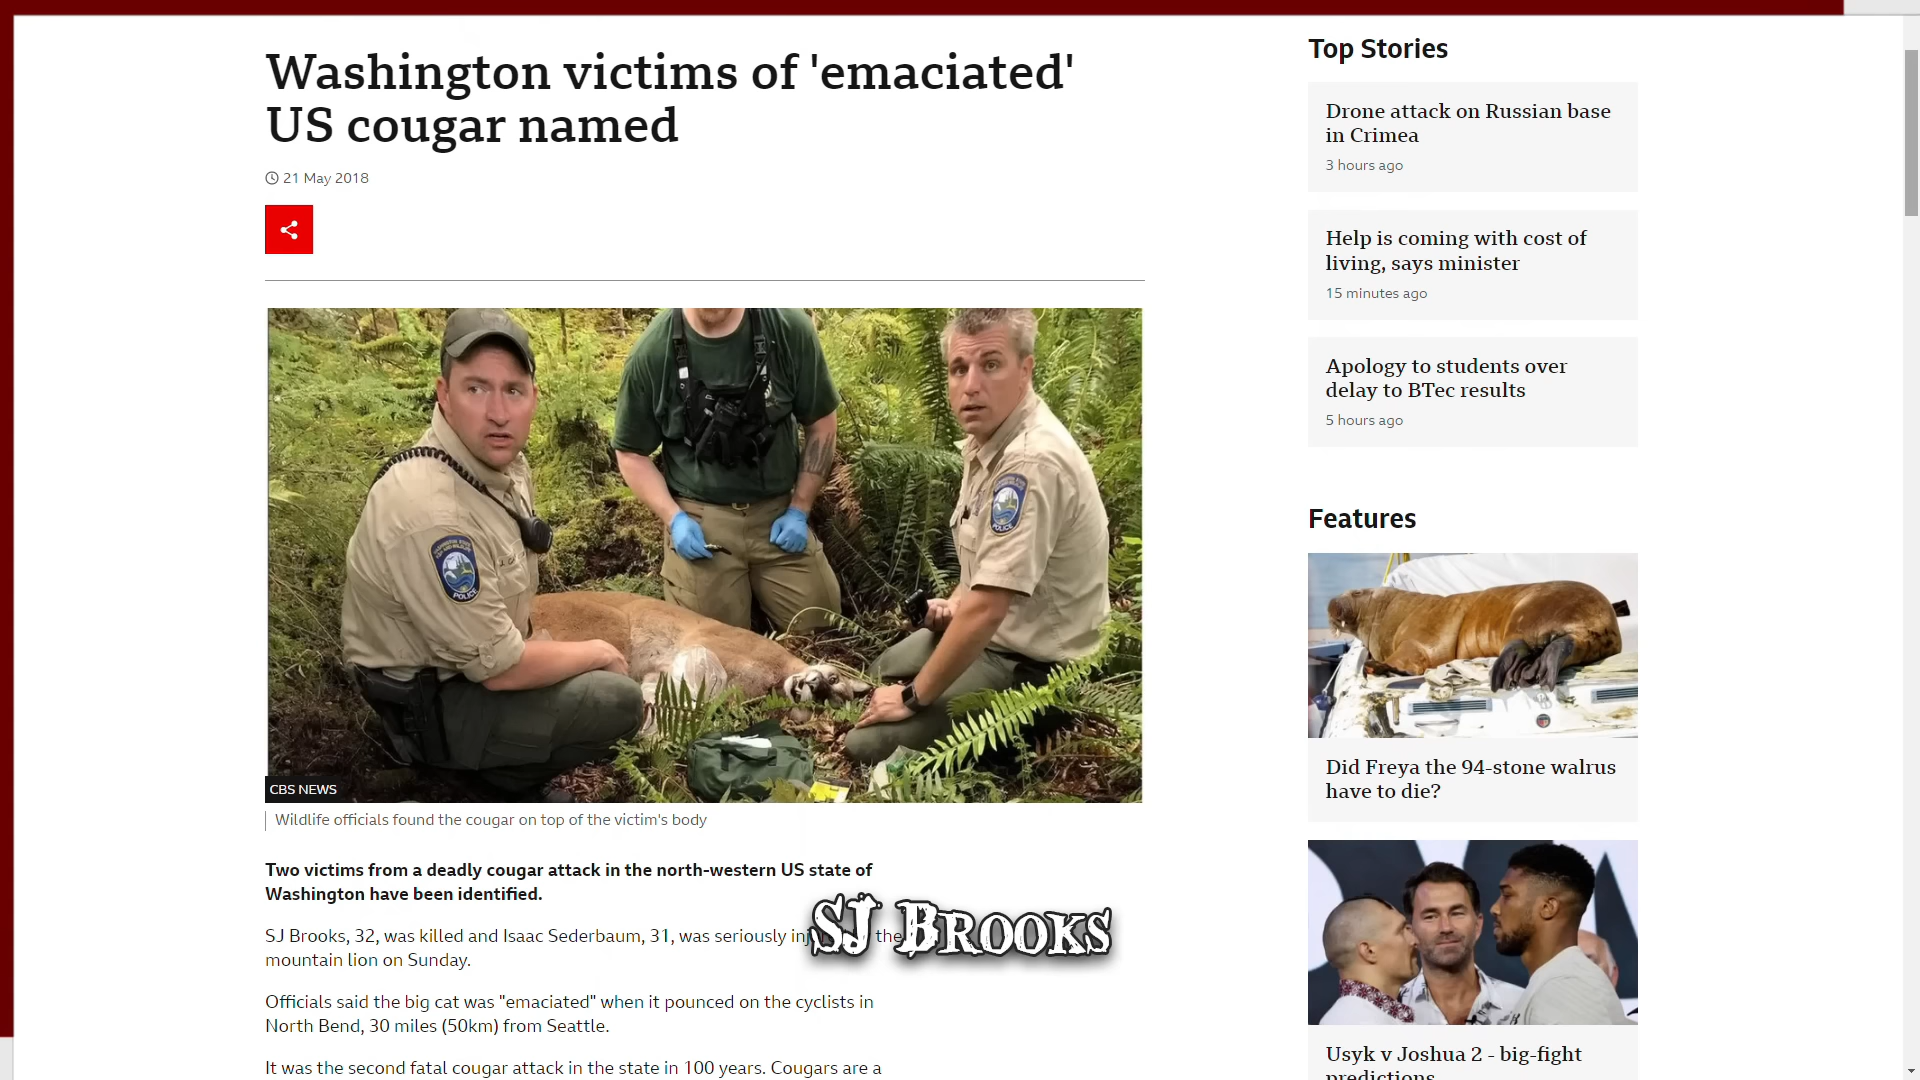 Washington victims of 'emaciated'
US cougar named
21 May 2018
CBS NEWS
Wildlife officials found the cougar on top of the victim's body
Two victims from a deadly cougar attack in the north-western US state of
Washington have been identified.
SJ Brooks, 32, was killed and Isaac Sederbaum, 31, was seriously the
mountain lion on Sunday.
SJ Brooks
Officials said the big cat was "emaciated" when it pounced on the cyclists in
North Bend, 30 miles (50km) from Seattle.
It was the second fatal cougar attack in the state in 100 years. Cougars are a
Top Stories
Drone attack on Russian base
in Crimea
3 hours ago
Help is coming with cost of
living, says minister
15 minutes ago
Apology to students over
delay to BTec results
5 hours ago
Features
Did Freya the 94-stone walrus
have to die?
Usyk v Joshua 2 - big-fight
predictions
POLICE
POLICE